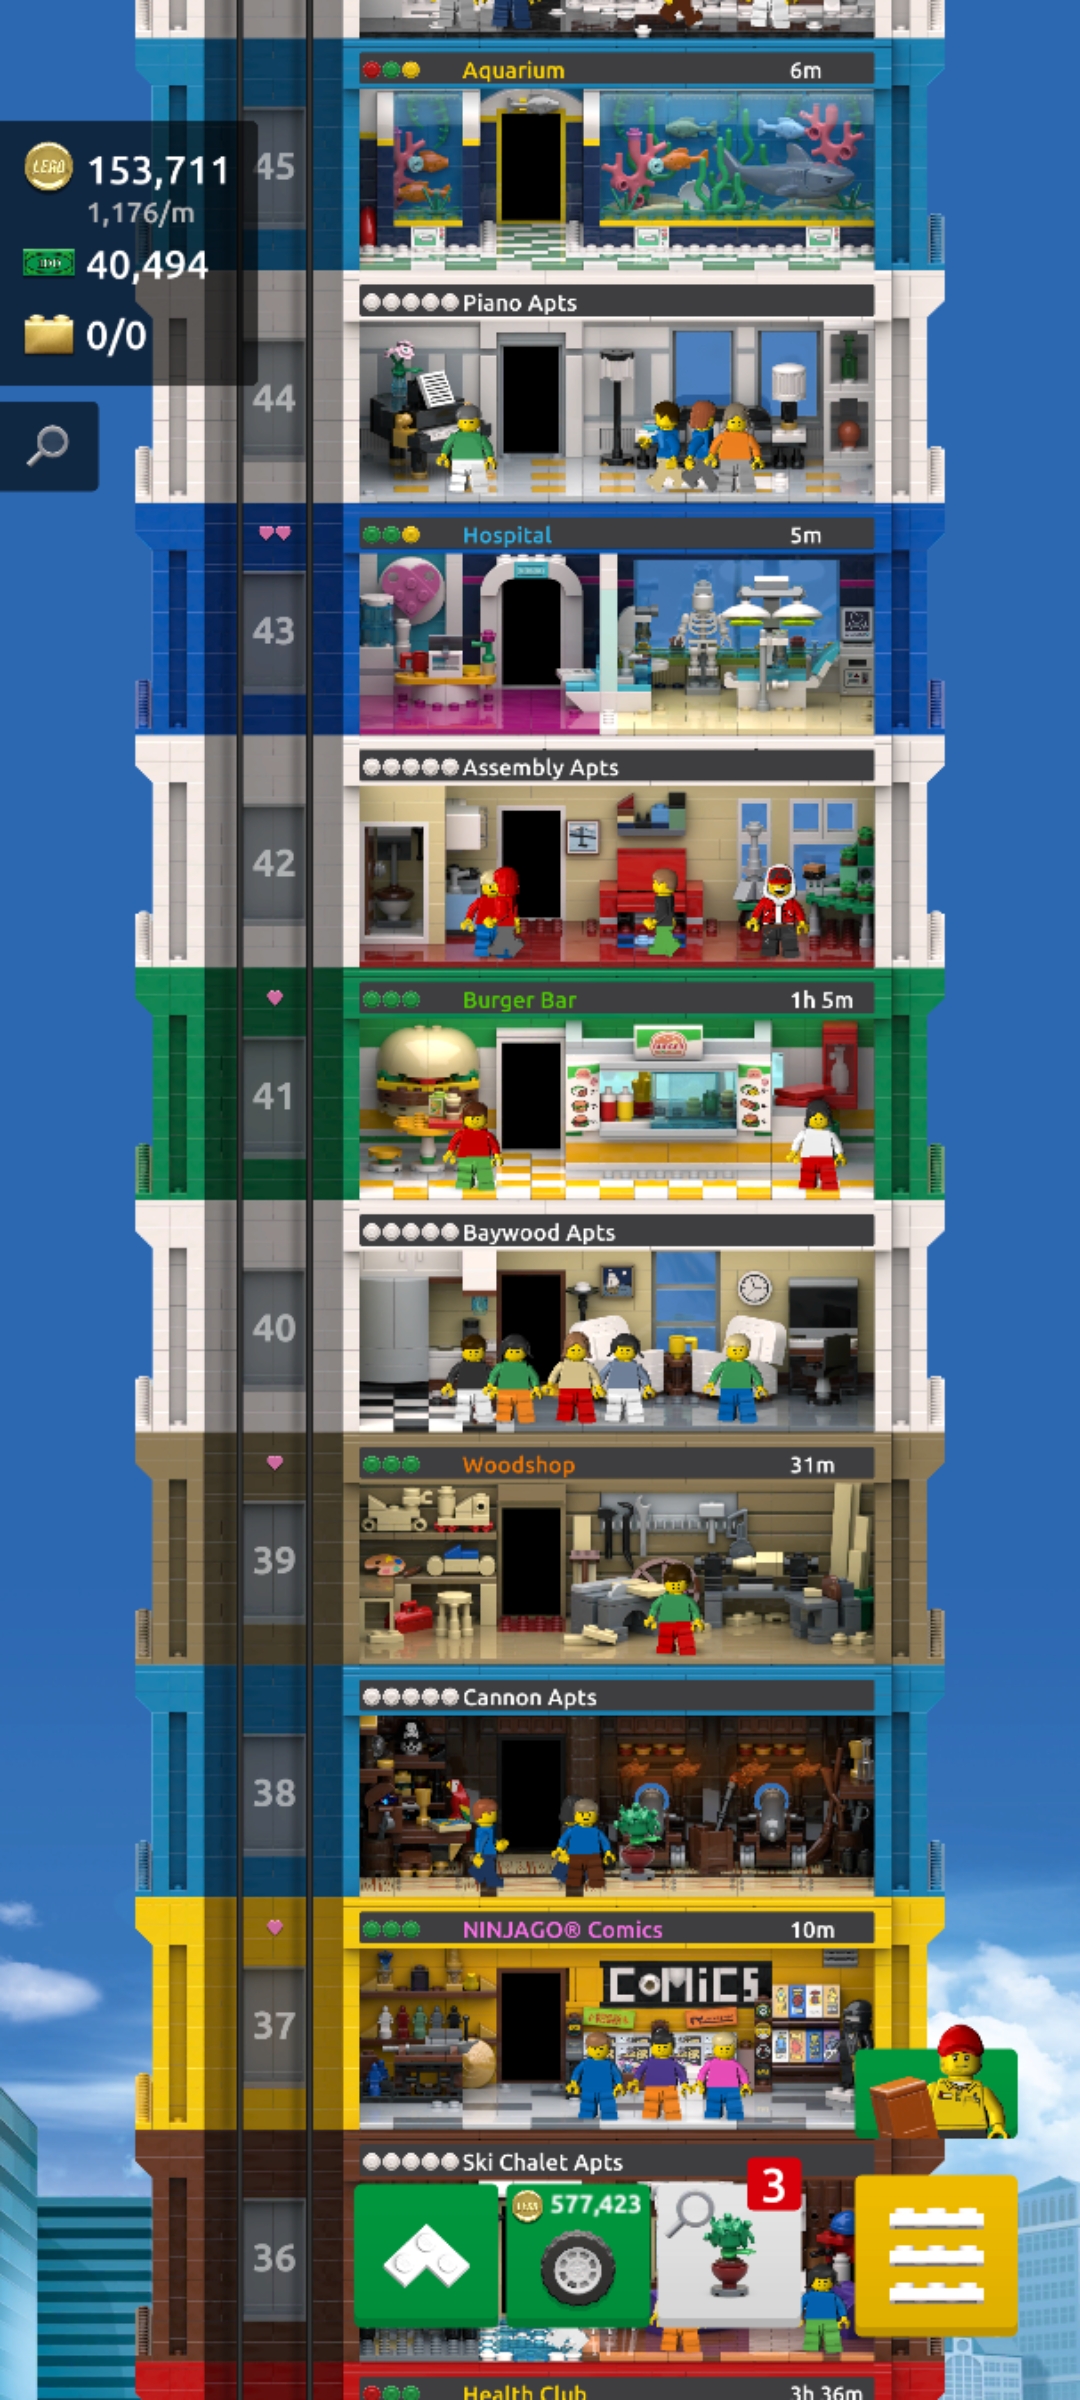 Aquarium 6m
45
LEGO 153,711
1,176/m
40,494
0/0
Piano Apts
44
Hospital 5m
43
Assembly Apts
42
Burger Bar 1h 5m
41
Baywood Apts
40
Woodshop 31m
39
Cannon Apts
38
NINJAGO® Comics 10m
COMiCS
37
Ski Chalet Apts
3
577,423
36
Health Club 3h 36m